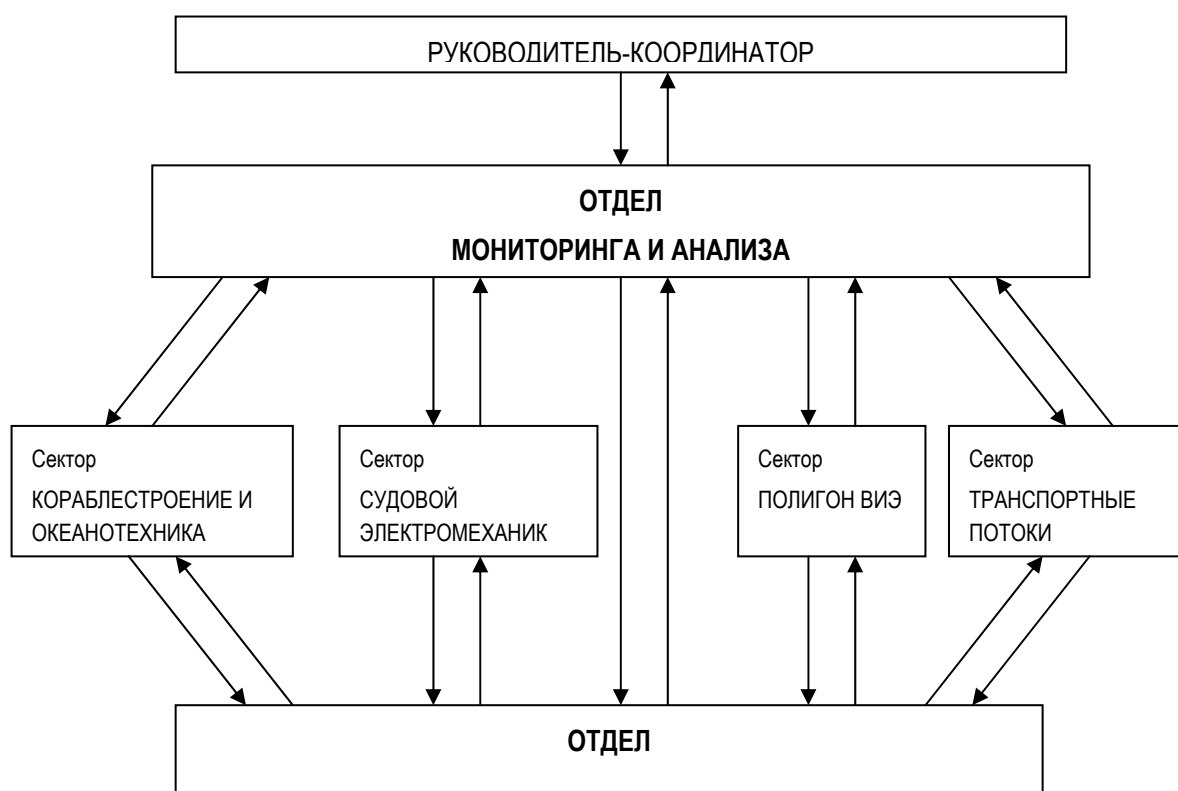 РУКОВОДИТЕЛЬ-КООРДИНАТОР
ОТДЕЛ
МОНИТОРИНГА И АНАЛИЗА
Сектор
КОРАБЛЕСТРОЕНИЕ И
ОКЕАНОТЕХНИКА
Сектор
СУДОВОЙ
ЭЛЕКТРОМЕХАНИК
Сектор
ПОЛИГОН ВИЭ
Сектор
ТРАНСПОРТНЫЕ
ПОТОКИ
ОТДЕЛ